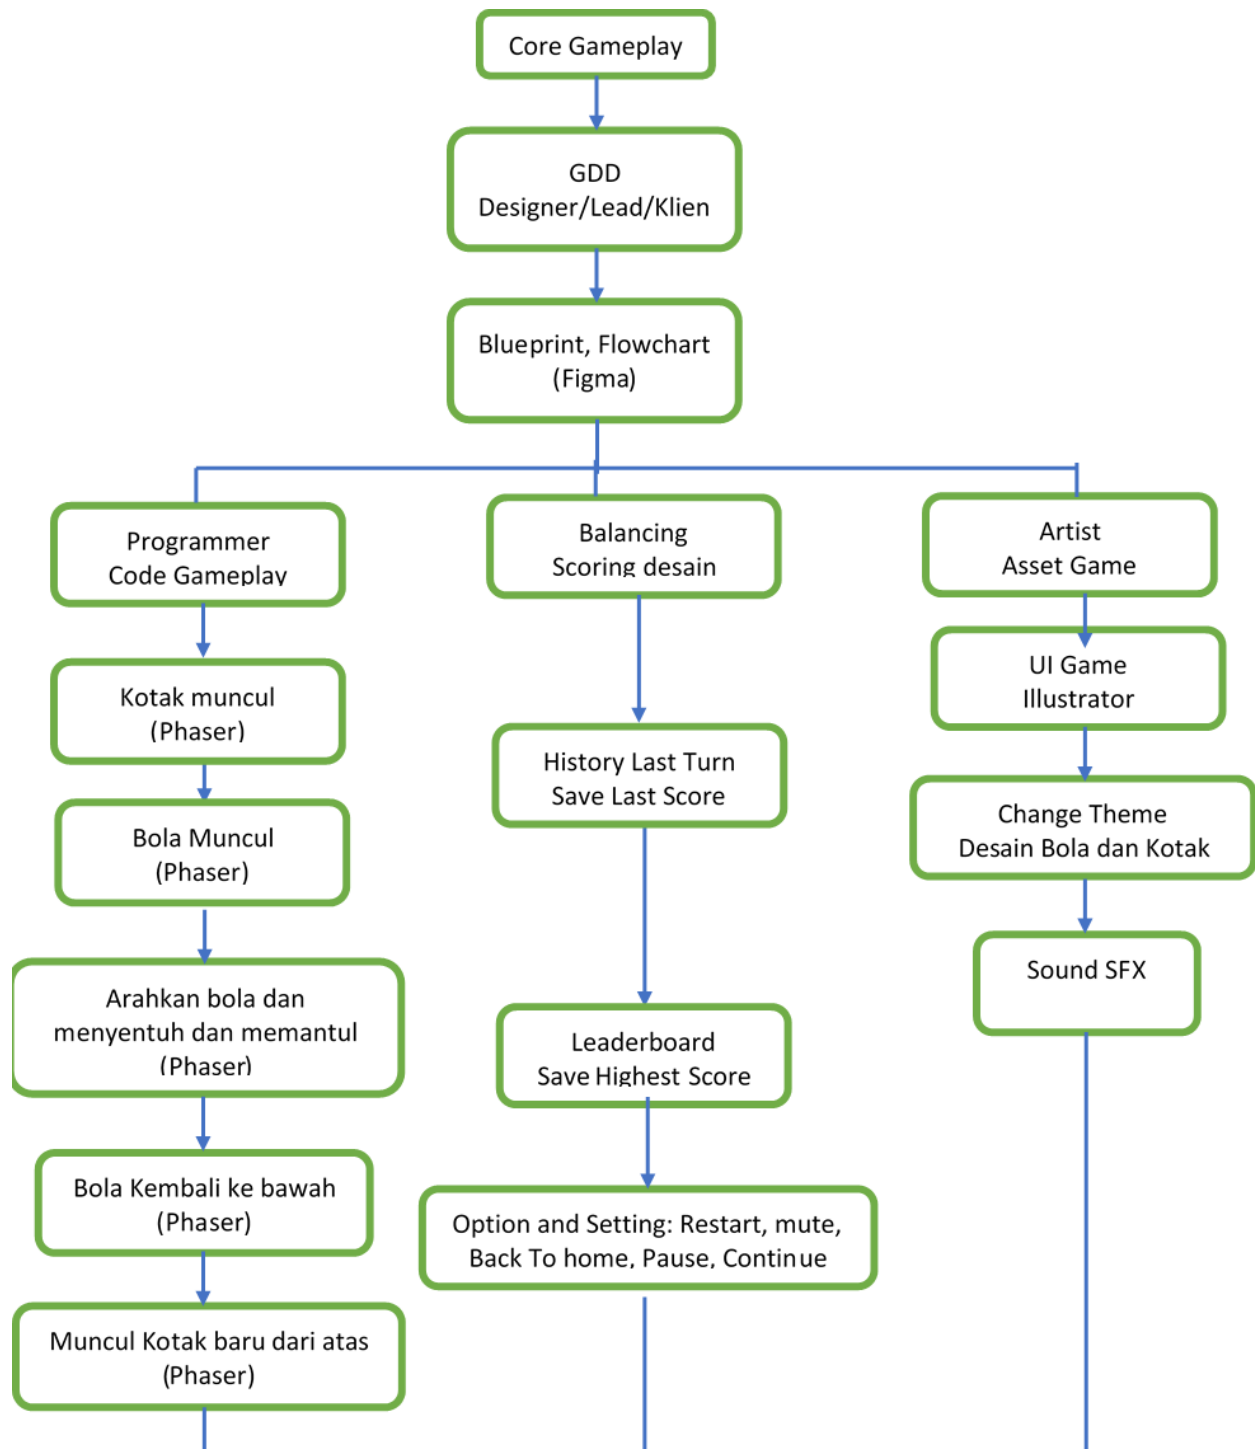 Core Gameplay
GDD
Designer/Lead/Klien
Blueprint, Flowchart
(Figma)
Programmer
Code Gameplay
Kotak muncul
(Phaser)
Bola Muncul
(Phaser)
Arahkan bola dan
menyentuh dan memantul
(Phaser)
Bola Kembali ke bawah
(Phaser)
Muncul Kotak baru dari atas
(Phaser)
Balancing
Scoring desain
History Last Turn
Save Last Score
Leaderboard
Save Highest Score
Option and Setting: Restart, mute,
Back To home, Pause, Continue
Artist
Asset Game
UI Game
Illustrator
Change Theme
Desain Bola dan Kotak
Sound SFX